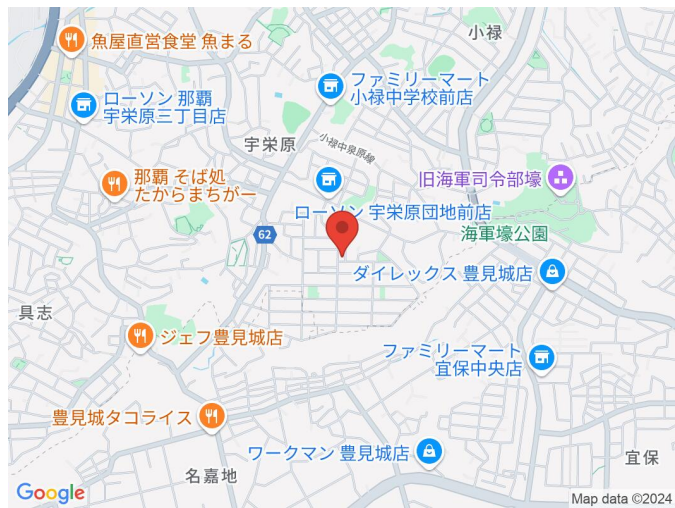 魚屋直営食堂 魚まる
小禄
ファミリーマート
小禄中学校前店
ローソン 那覇
宇栄原三丁目店
宇栄原
小禄中泉原線
旧海軍司令部壕
那覇 そば処
たからまちがー
ローソン 宇栄原団地前店
62
海軍壕公園
ダイレックス 豊見城店
具志
ジェフ豊見城店
ファミリーマート
宜保中央店
豊見城タコライス
ワークマン 豊見城店
名嘉地
宜保
Google
Map data ©2024